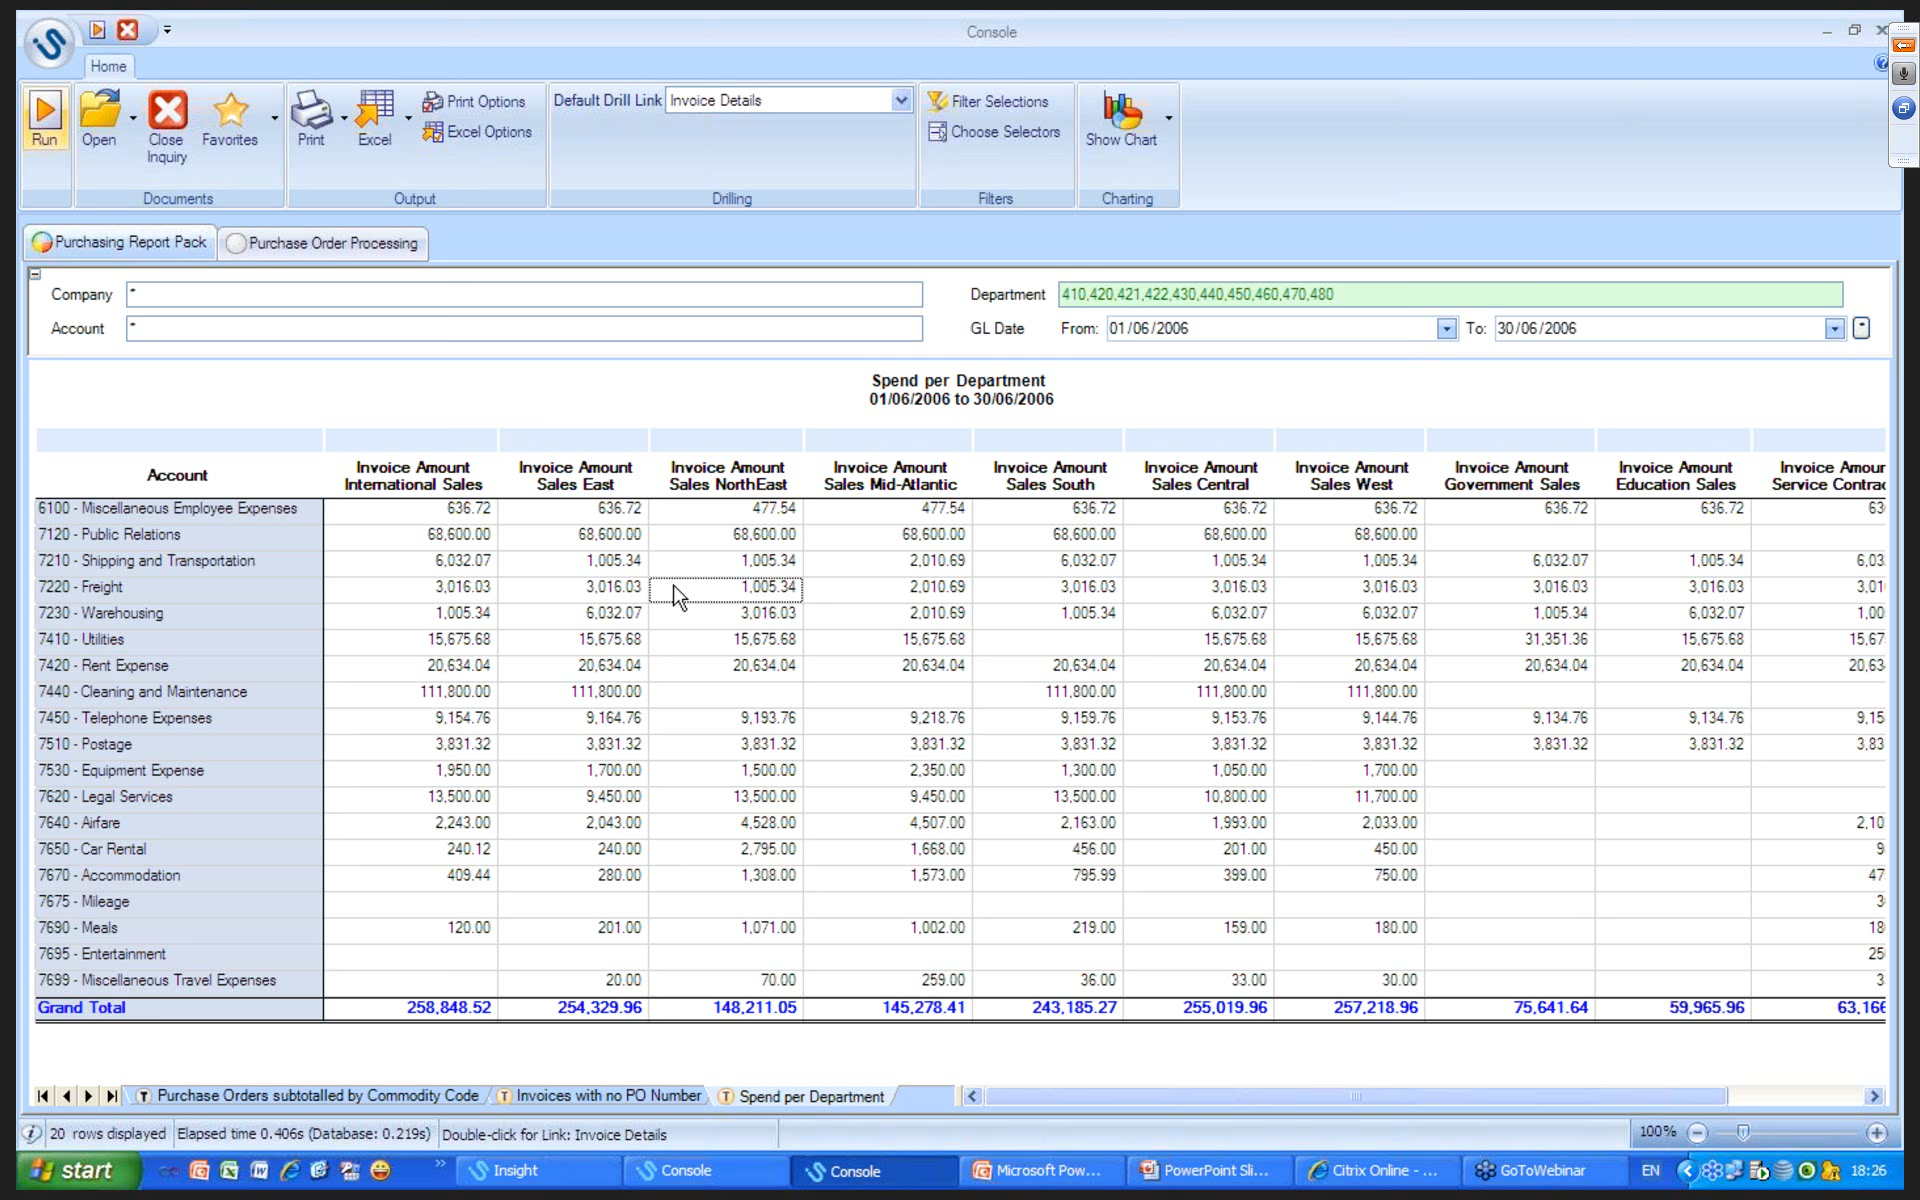 Console
Home
Run
Open
Close Inquiry
Favorites
Documents
Print
Excel
Print Options
Excel Options
Output
Default Drill Link Invoice Details
Drilling
Filter Selections
Choose Selectors
Filters
Show Chart
Charting
Purchasing Report Pack Purchase Order Processing
Company * Department 410,420,421,422,430,440,450,460,470,480
Account * GL Date From: 01/06/2006 To: 30/06/2006 *
Spend per Department
01/06/2006 to 30/06/2006
Account Invoice Amount International Sales Invoice Amount Sales East Invoice Amount Sales NorthEast Invoice Amount Sales Mid-Atlantic Invoice Amount Sales South Invoice Amount Sales Central Invoice Amount Sales West Invoice Amount Government Sales Invoice Amount Education Sales Invoice Amour Service Contrac
6100 - Miscellaneous Employee Expenses 636.72 636.72 477.54 477.54 636.72 636.72 636.72 636.72 636.72 63
7120 - Public Relations 68,600.00 68,600.00 68,600.00 68,600.00 68,600.00 68,600.00 68,600.00
7210 - Shipping and Transportation 6,032.07 1,005.34 1,005.34 2,010.69 6,032.07 1,005.34 1,005.34 6,032.07 1,005.34 6,03
7220 - Freight 3,016.03 3,016.03 1,005.34 2,010.69 3,016.03 3,016.03 3,016.03 3,016.03 3,016.03 3,01
7230 - Warehousing 1,005.34 6,032.07 3,016.03 2,010.69 1,005.34 6,032.07 6,032.07 1,005.34 6,032.07 1,00
7410 - Utilities 15,675.68 15,675.68 15,675.68 15,675.68 15,675.68 15,675.68 31,351.36 15,675.68 15,67
7420 - Rent Expense 20,634.04 20,634.04 20,634.04 20,634.04 20,634.04 20,634.04 20,634.04 20,634.04 20,634.04 20,63
7440 - Cleaning and Maintenance 111,800.00 111,800.00 111,800.00 111,800.00 111,800.00
7450 - Telephone Expenses 9,154.76 9,164.76 9,193.76 9,218.76 9,159.76 9,153.76 9,144.76 9,134.76 9,134.76 9,15
7510 - Postage 3,831.32 3,831.32 3,831.32 3,831.32 3,831.32 3,831.32 3,831.32 3,831.32 3,831.32 3,83
7530 - Equipment Expense 1,950.00 1,700.00 1,500.00 2,350.00 1,300.00 1,050.00 1,700.00
7620 - Legal Services 13,500.00 9,450.00 13,500.00 9,450.00 13,500.00 10,800.00 11,700.00
7640 - Airfare 2,243.00 2,043.00 4,528.00 4,507.00 2,163.00 1,993.00 2,033.00 2,10
7650 - Car Rental 240.12 240.00 2,795.00 1,668.00 456.00 201.00 450.00 9
7670 - Accommodation 409.44 280.00 1,308.00 1,573.00 795.99 399.00 750.00 47
7675 - Mileage 3
7690 - Meals 120.00 201.00 1,071.00 1,002.00 219.00 159.00 180.00 18
7695 - Entertainment 25
7699 - Miscellaneous Travel Expenses 20.00 70.00 259.00 36.00 33.00 30.00 3
Grand Total 258,848.52 254,329.96 148,211.05 145,278.41 243,185.27 255,019.96 257,218.96 75,641.64 59,965.96 63,166
T Purchase Orders subtotalled by Commodity Code T Invoices with no PO Number T Spend per Department
20 rows displayed Elapsed time 0.406s (Database: 0.219s) Double-click for Link: Invoice Details 100%
start Insight Console Console Microsoft Pow... PowerPoint Sli... Citrix Online - ... GoToWebinar EN 18:26